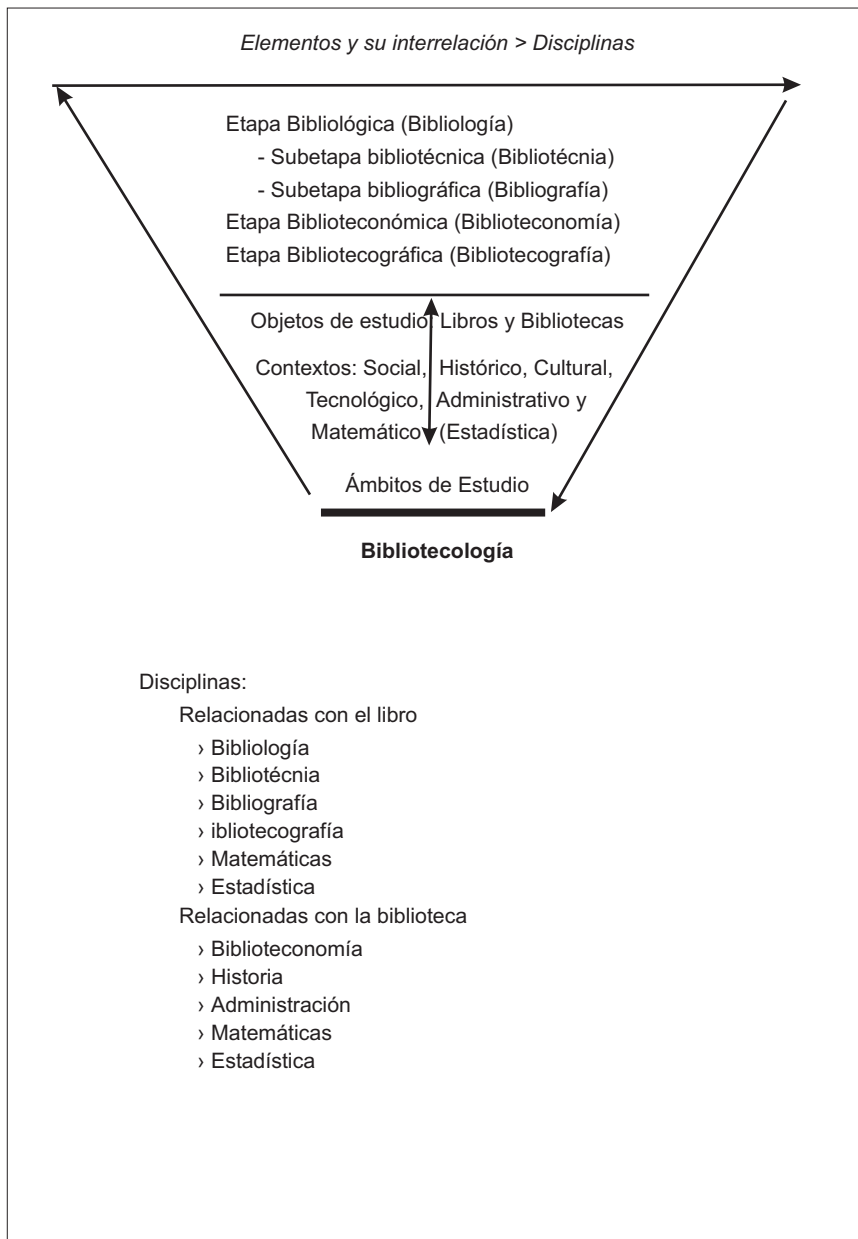 Elementos y su interrelación > Disciplinas
Etapa Bibliológica (Bibliología)
- Subetapa bibliotécnica (Bibliotécnia)
- Subetapa bibliográfica (Bibliografía)
Etapa Biblioteconómica (Biblioteconomía)
Etapa Bibliotecográfica (Bibliotecografía)
Objetos de estudio: Libros y Bibliotecas
Contextos: Social, Histórico, Cultural,
Tecnológico, Administrativo y
Matemático (Estadística)
Ámbitos de Estudio
Bibliotecología
Disciplinas:
Relacionadas con el libro
› Bibliología
› Bibliotécnia
› Bibliografía
› ibliotecografía
› Matemáticas
› Estadística
Relacionadas con la biblioteca
› Biblioteconomía
› Historia
› Administración
› Matemáticas
› Estadística